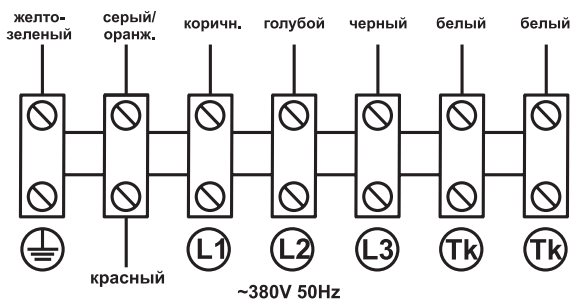 желто-
зеленый
серый/
оранж.
коричн.
голубой
черный
белый
белый
L1
L2
L3
Tk
Tk
красный
~380V 50Hz